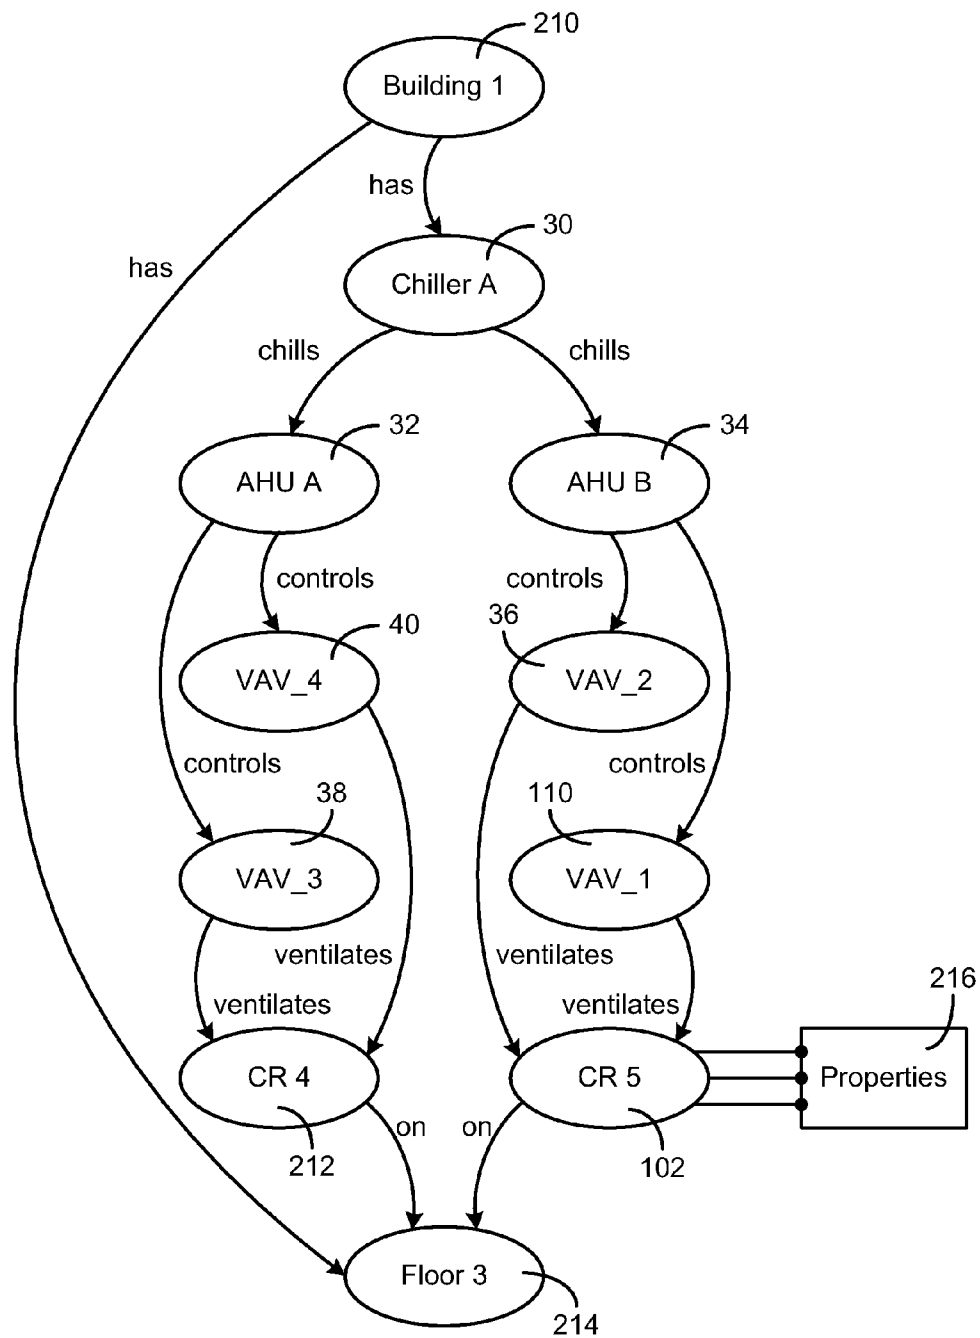 210
Building 1
has
30
has
Chiller A
chills
chills
32
34
AHU A
AHU B
controls
controls
36
40
VAV_4
VAV_2
controls
controls
38
110
VAV_3
VAV_1
ventilates
ventilates
216
ventilates
ventilates
CR 4
CR 5
Properties
on
on
212
102
Floor 3
214